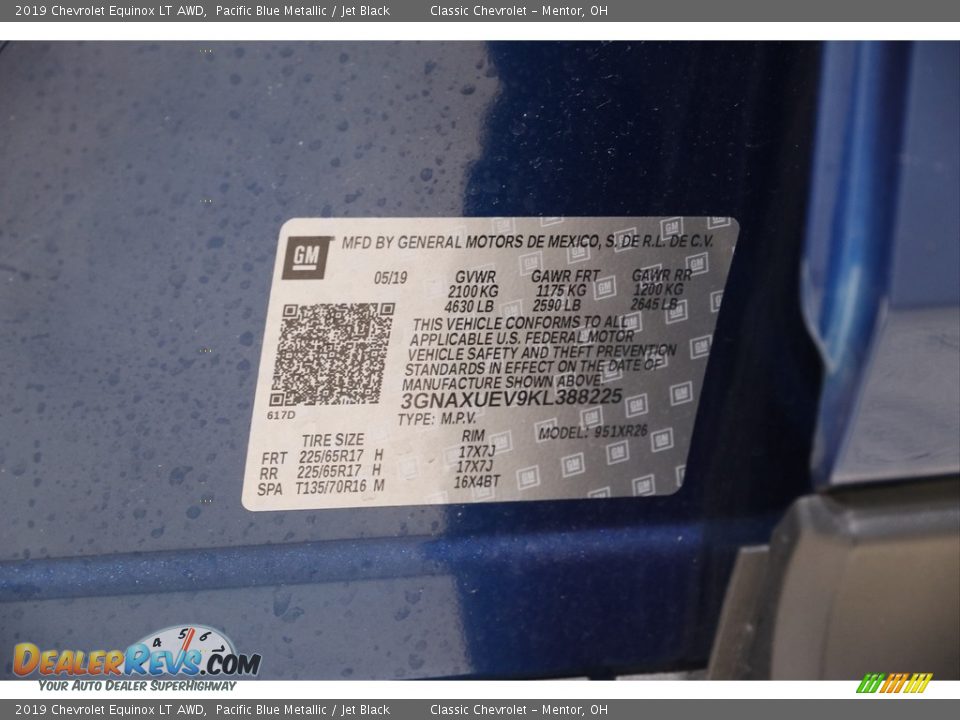 2019 Chevrolet Equinox LT AWD, Pacific Blue Metallic / Jet Black Classic Chevrolet – Mentor, OH
GM MFD BY GENERAL MOTORS DE MEXICO, S. DE R.L. DE C.V.
05/19 GVWR GAWR FRT GAWR RR
2100 KG 1175 KG 1200 KG
4630 LB 2590 LB 2645 LB
THIS VEHICLE CONFORMS TO ALL
APPLICABLE U.S. FEDERAL MOTOR
VEHICLE SAFETY AND THEFT PREVENTION
STANDARDS IN EFFECT ON THE DATE OF
MANUFACTURE SHOWN ABOVE.
3GNAXUEV9KL388225
617D
TYPE: M.P.V. MODEL: 951XR26
TIRE SIZE RIM
FRT 225/65R17 H 17X7J
RR 225/65R17 H 17X7J
SPA T135/70R16 M 16X4BT
4 5 6
DEALERREVS.COM
YOUR AUTO DEALER SUPERHIGHWAY
2019 Chevrolet Equinox LT AWD, Pacific Blue Metallic / Jet Black Classic Chevrolet – Mentor, OH